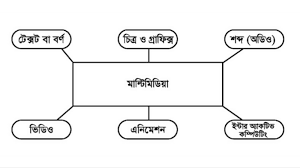 টেক্সট বা বর্ণ
চিত্র ও গ্রাফিক্স
শব্দ (অডিও)
মাল্টিমিডিয়া
ভিডিও
এনিমেশন
ইন্টার অ্যাকটিভ
কম্পিউটিং